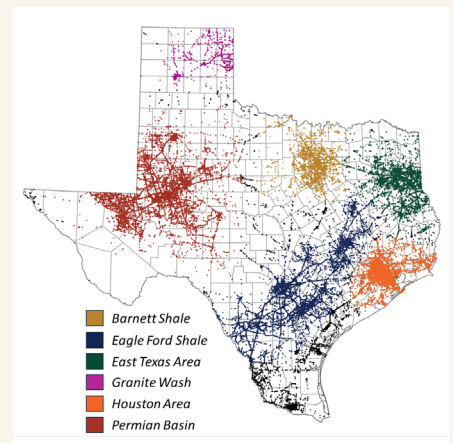 Barnett Shale
Eagle Ford Shale
East Texas Area
Granite Wash
Houston Area
Permian Basin